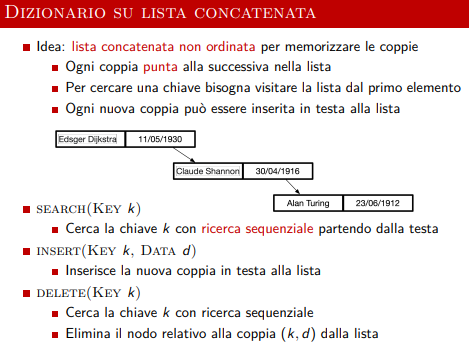 Dizionario su lista concatenata
Idea: lista concatenata non ordinata per memorizzare le coppie
Ogni coppia punta alla successiva nella lista
Per cercare una chiave bisogna visitare la lista dal primo elemento
Ogni nuova coppia può essere inserita in testa alla lista
Edsger Dijkstra 11/05/1930
Claude Shannon 30/04/1916
Alan Turing 23/06/1912
search(Key k)
Cerca la chiave k con ricerca sequenziale partendo dalla testa
insert(Key k, Data d)
Inserisce la nuova coppia in testa alla lista
delete(Key k)
Cerca la chiave k con ricerca sequenziale
Elimina il nodo relativo alla coppia (k, d) dalla lista